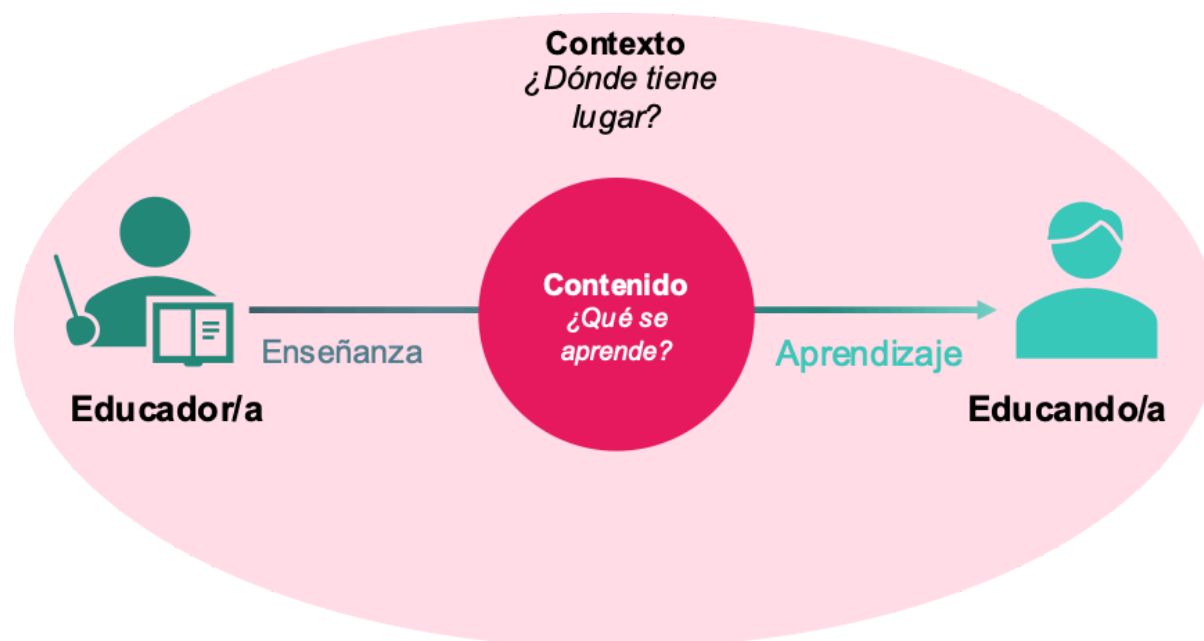 Contexto
¿Dónde tiene
lugar?
Contenido
¿Qué se
aprende?
Enseñanza
Aprendizaje
Educador/a
Educando/a